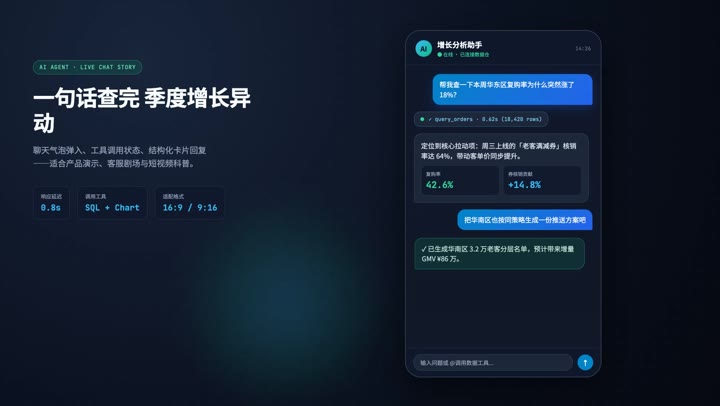 AI AGENT · LIVE CHAT STORY
一句话查完 季度增长异
动
聊天气泡弹入、工具调用状态、结构化卡片回复
——适合产品演示、客服剧场与短视频科普。
响应延迟
0.8s
调用工具
SQL + Chart
适配格式
16:9 / 9:16
AI
增长分析助手
在线 · 已连接数据仓
14:26
帮我查一下本周华东区复购率为什么突然涨了
18%？
✓ query_orders · 0.62s (18,420 rows)
定位到核心拉动项：周三上线的「老客满减券」核销
率达 64%，带动客单价同步提升。
复购率
42.6%
券核销贡献
+14.8%
把华南区也按同策略生成一份推送方案吧
✓ 已生成华南区 3.2 万老客分层名单，预计带来增量
GMV ¥86 万。
输入问题或 @调用数据工具...
↑